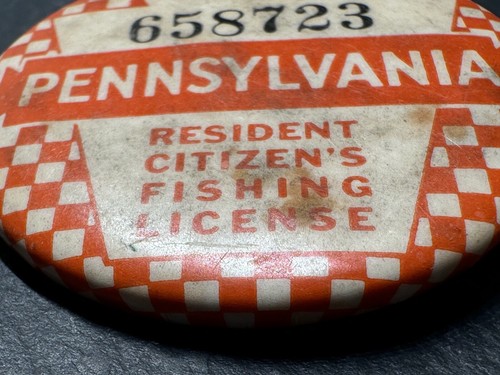 658723
PENNSYLVANIA
RESIDENT
CITIZEN'S
FISHING
LICENSE